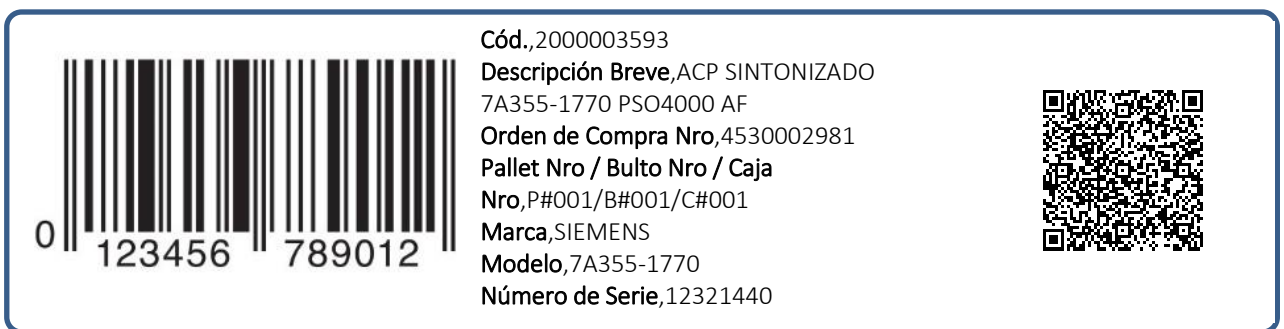 0 123456 789012
Cód.,2000003593
Descripción Breve,ACP SINTONIZADO
7A355-1770 PSO4000 AF
Orden de Compra Nro,4530002981
Pallet Nro / Bulto Nro / Caja
Nro,P#001/B#001/C#001
Marca,SIEMENS
Modelo,7A355-1770
Número de Serie,12321440